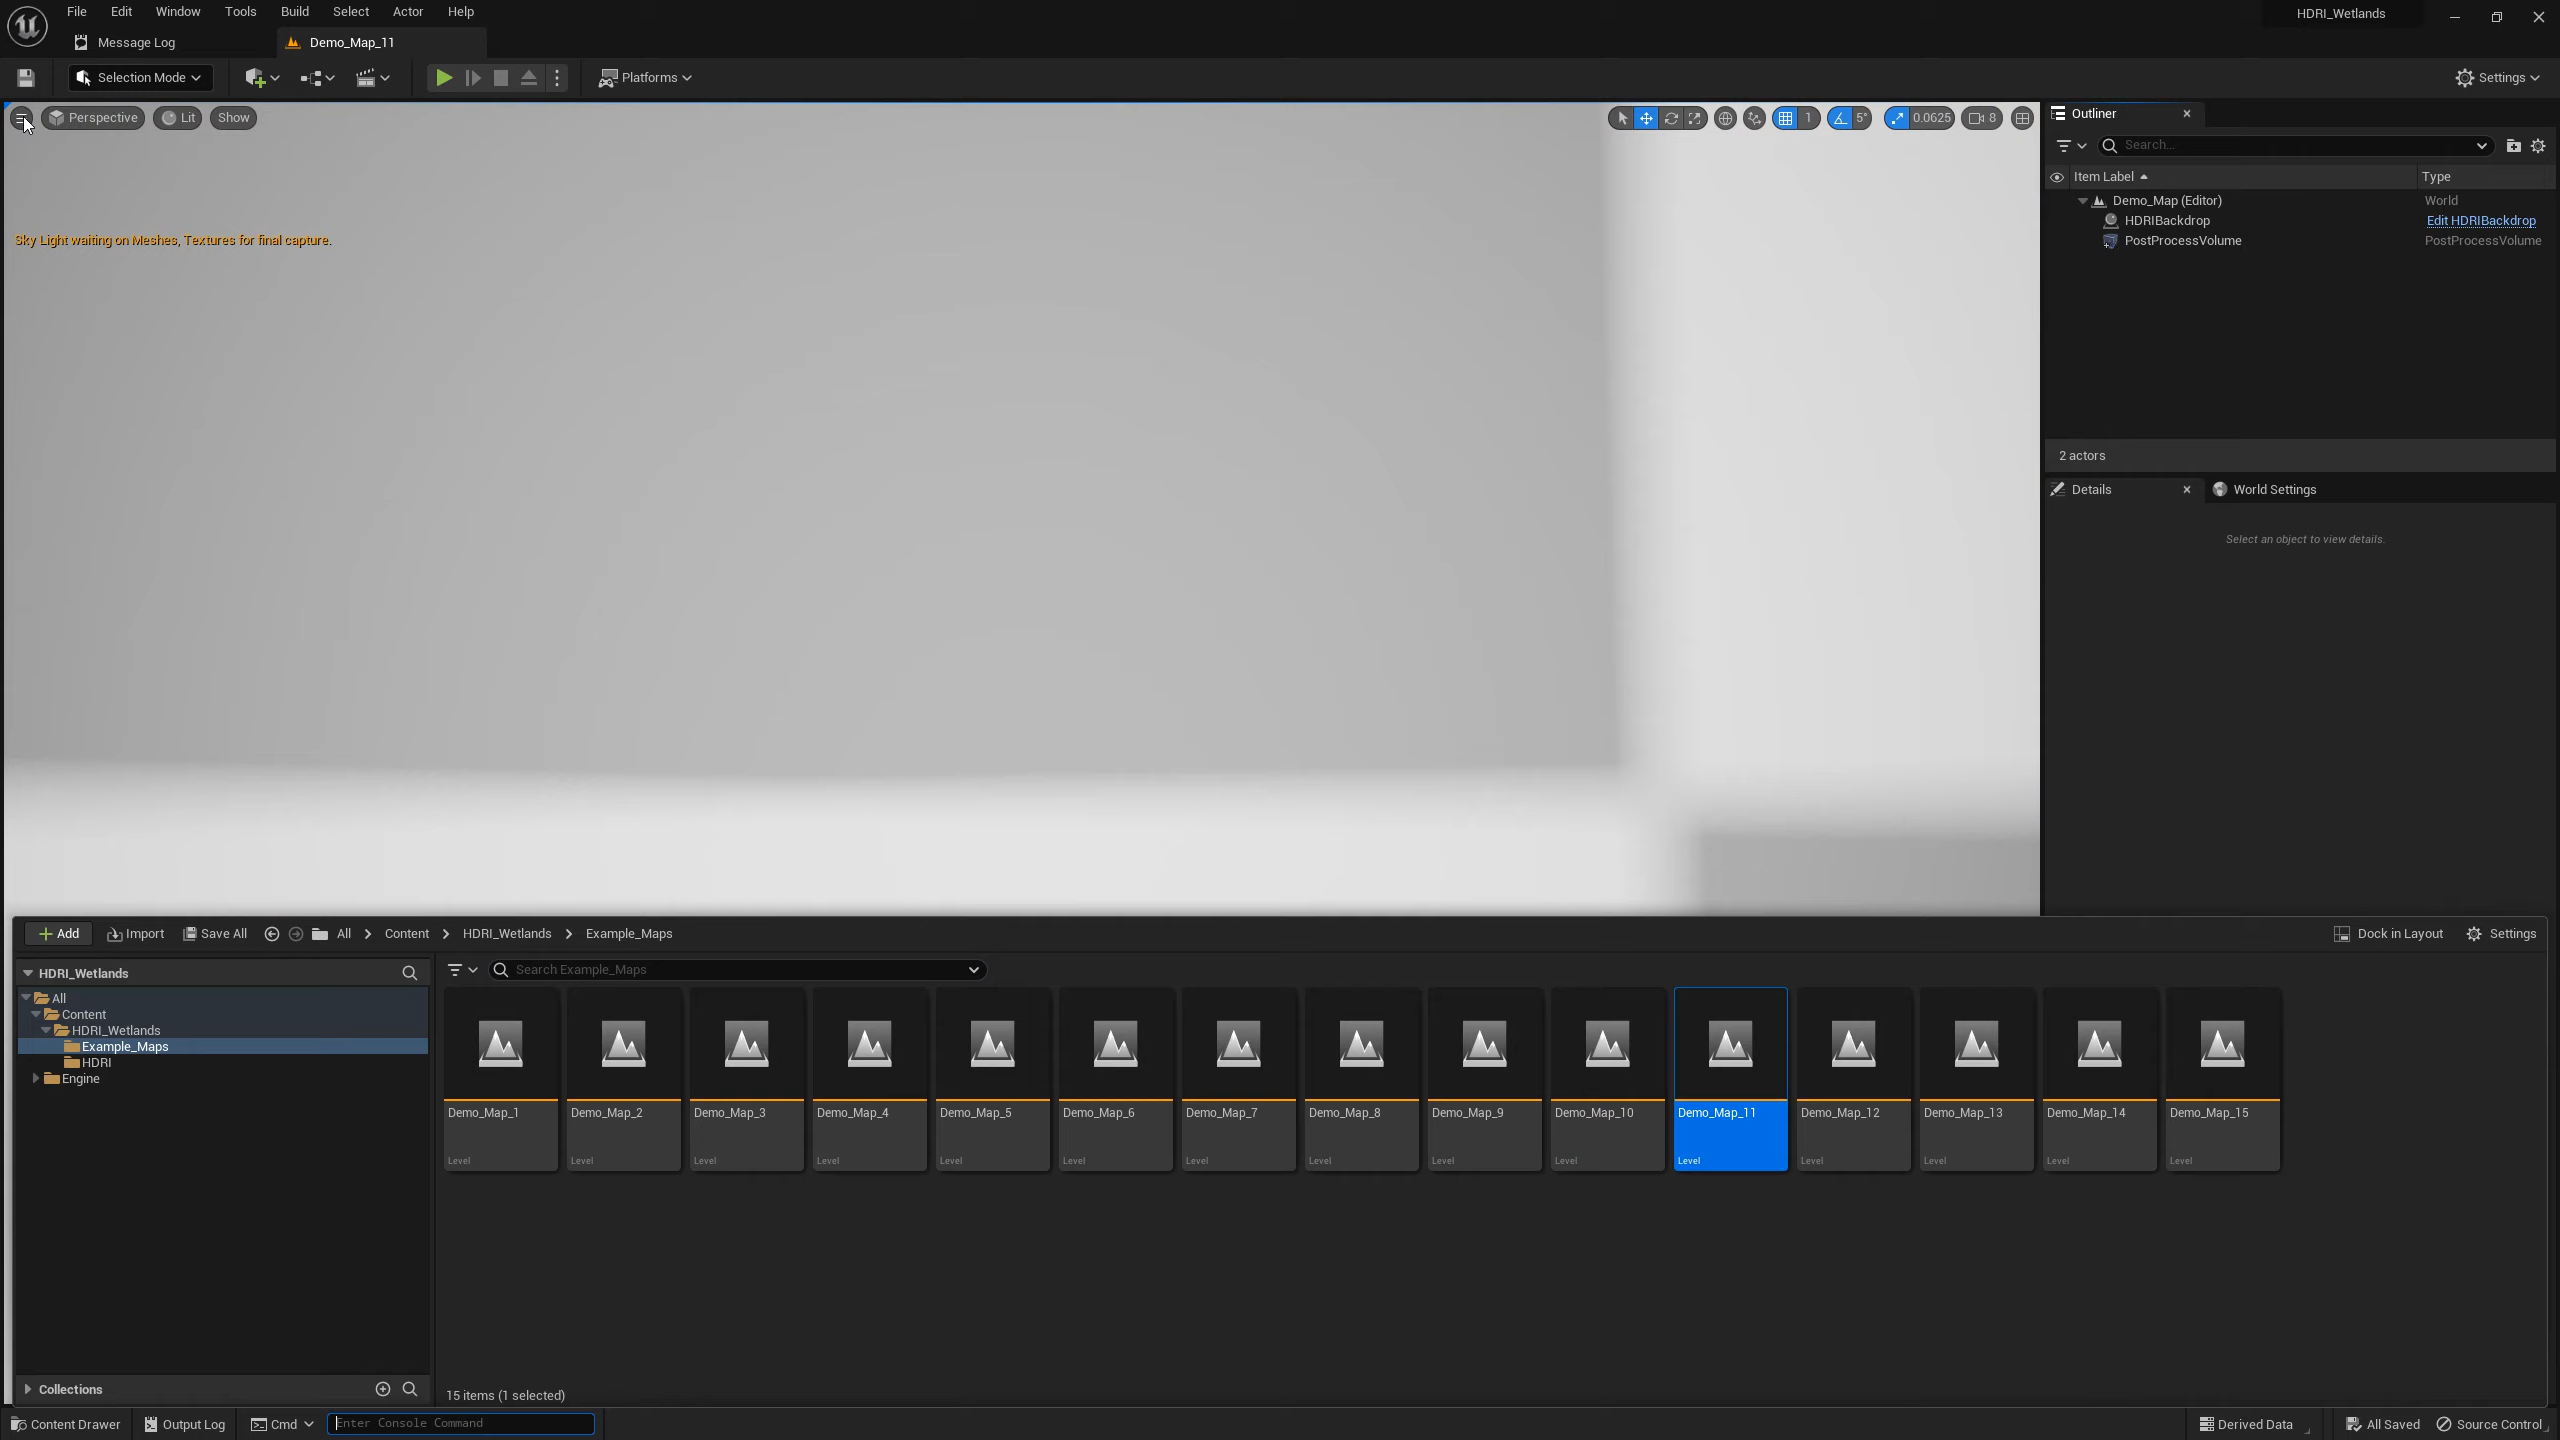 File Edit Window Tools Build Select Actor Help
HDRI_Wetlands
Message Log
Demo_Map_11
Selection Mode
Platforms
Settings
Perspective
Lit
Show
1
5°
0.0625
8
Sky Light waiting on Meshes, Textures for final capture.
Outliner
Search...
Item Label
Type
Demo_Map (Editor)
World
HDRIBackdrop
Edit HDRIBackdrop
PostProcessVolume
PostProcessVolume
2 actors
Details
World Settings
Select an object to view details.
Add
Import
Save All
All
Content
HDRI_Wetlands
Example_Maps
Dock in Layout
Settings
HDRI_Wetlands
Search Example_Maps
All
Content
HDRI_Wetlands
Example_Maps
HDRI
Engine
Demo_Map_1
Level
Demo_Map_2
Level
Demo_Map_3
Level
Demo_Map_4
Level
Demo_Map_5
Level
Demo_Map_6
Level
Demo_Map_7
Level
Demo_Map_8
Level
Demo_Map_9
Level
Demo_Map_10
Level
Demo_Map_11
Level
Demo_Map_12
Level
Demo_Map_13
Level
Demo_Map_14
Level
Demo_Map_15
Level
Collections
15 items (1 selected)
Content Drawer
Output Log
Cmd
Enter Console Command
Derived Data
All Saved
Source Control